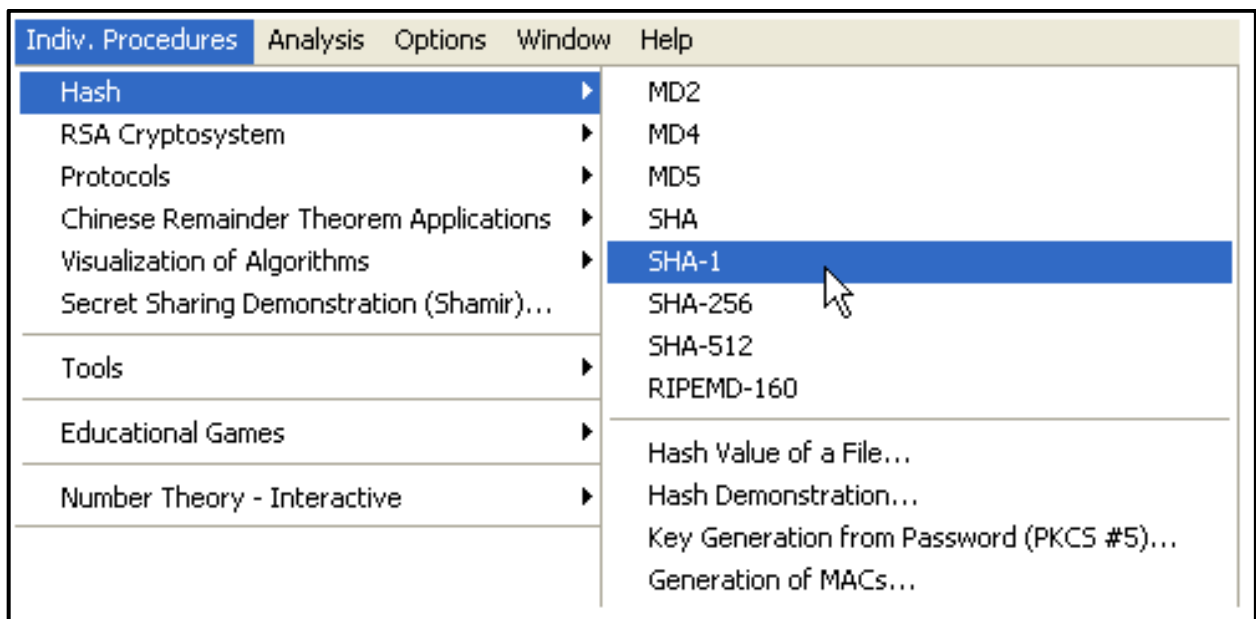 Indiv. Procedures Analysis Options Window Help
Hash
RSA Cryptosystem
Protocols
Chinese Remainder Theorem Applications
Visualization of Algorithms
Secret Sharing Demonstration (Shamir)...
Tools
Educational Games
Number Theory - Interactive
MD2
MD4
MD5
SHA
SHA-1
SHA-256
SHA-512
RIPEMD-160
Hash Value of a File...
Hash Demonstration...
Key Generation from Password (PKCS #5)...
Generation of MACs...